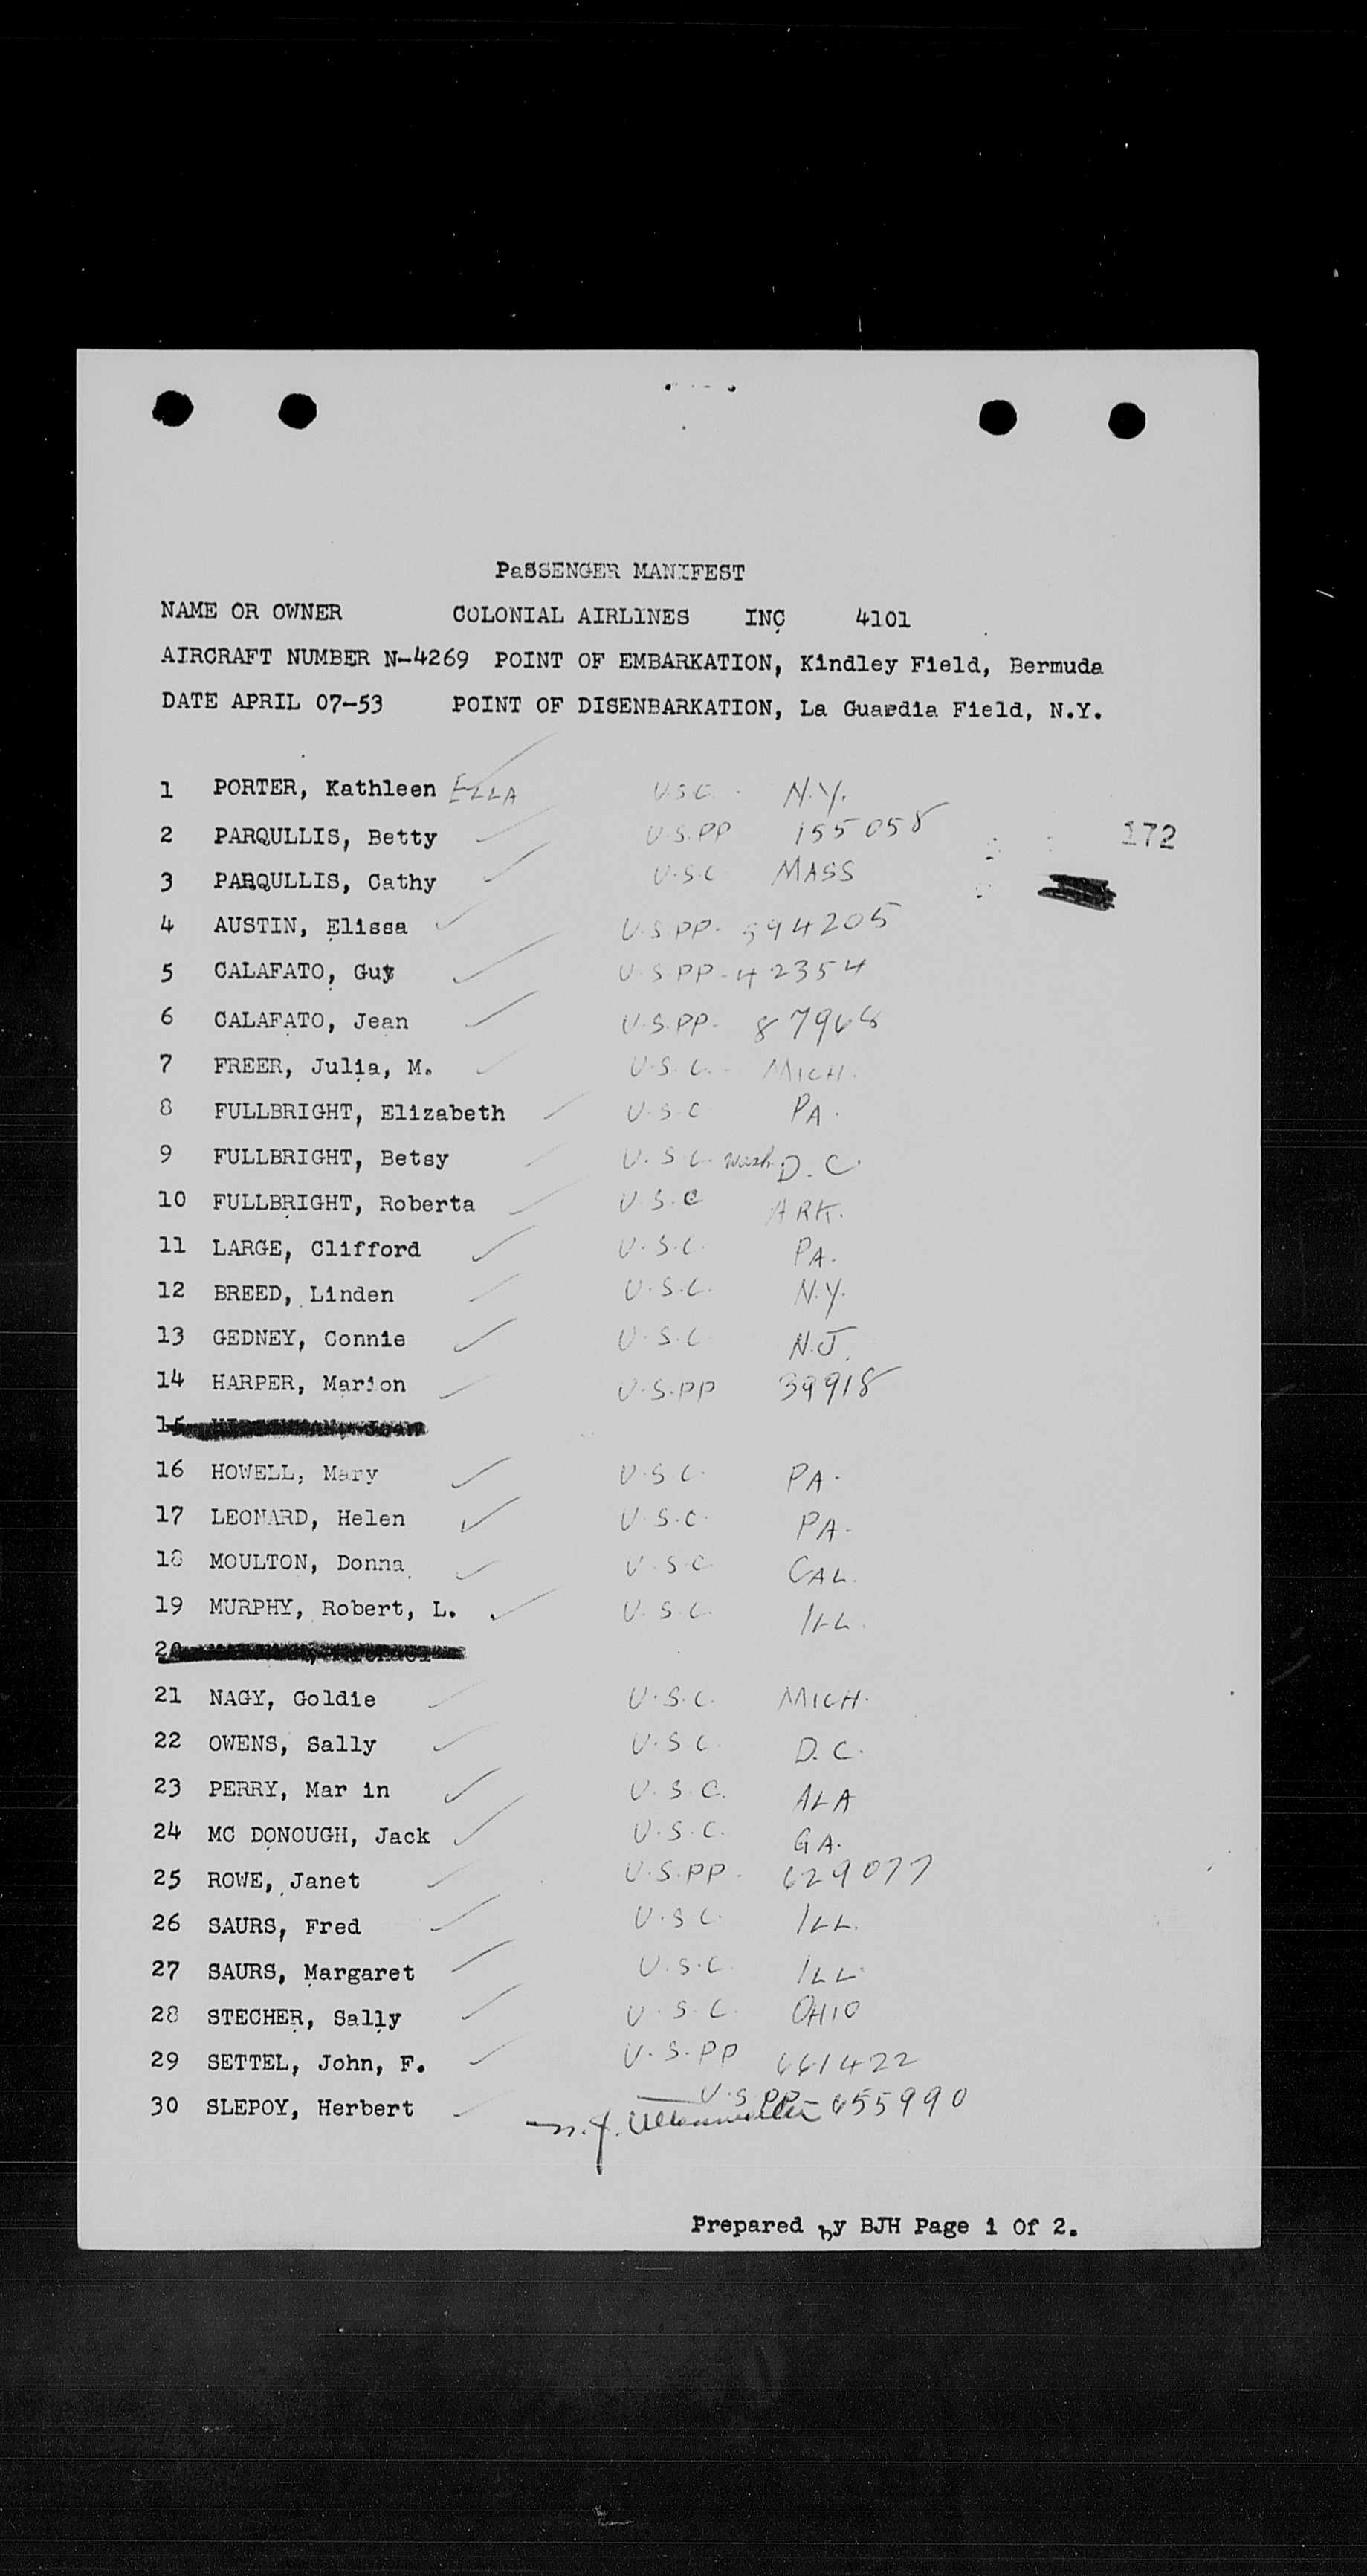 PaSSENGER MANIFEST
NAME OR OWNER COLONIAL AIRLINES INC 4101
AIRCRAFT NUMBER N-4269 POINT OF EMBARKATION, Kindley Field, Bermuda
DATE APRIL 07-53 POINT OF DISENBARKATION, La Guardia Field, N.Y.
1 PORTER, Kathleen ELLA U.S.C. N.Y.
2 PARQULLIS, Betty U.S.PP 155058 172
3 PARQULLIS, Cathy U.S.C MASS
4 AUSTIN, Elissa U.S.PP. 594205
5 CALAFATO, Guy U.S.PP-42354
6 CALAFATO, Jean U.S.PP. 87968
7 FREER, Julia, M. U.S.C. MICH.
8 FULLBRIGHT, Elizabeth U.S.C PA.
9 FULLBRIGHT, Betsy U.S.C. Wash D.C.
10 FULLBRIGHT, Roberta U.S.C ARK.
11 LARGE, Clifford U.S.C. PA.
12 BREED, Linden U.S.C. N.Y.
13 GEDNEY, Connie U.S.C N.J.
14 HARPER, Marion U.S.PP 39918
15
16 HOWELL, Mary U.S.C. PA.
17 LEONARD, Helen U.S.C. PA.
18 MOULTON, Donna U.S.C CAL.
19 MURPHY, Robert, L. U.S.C. ILL.
20
21 NAGY, Goldie U.S.C. MICH.
22 OWENS, Sally U.S.C. D.C.
23 PERRY, Mar in U.S.C. ALA
24 MC DONOUGH, Jack U.S.C. GA.
25 ROWE, Janet U.S.PP. 629077
26 SAURS, Fred U.S.C. ILL.
27 SAURS, Margaret U.S.C ILL.
28 STECHER, Sally U.S.C. OHIO
29 SETTEL, John, F. U.S.PP 661422
30 SLEPOY, Herbert U.S.PP- 655990
Prepared by BJH Page 1 Of 2.